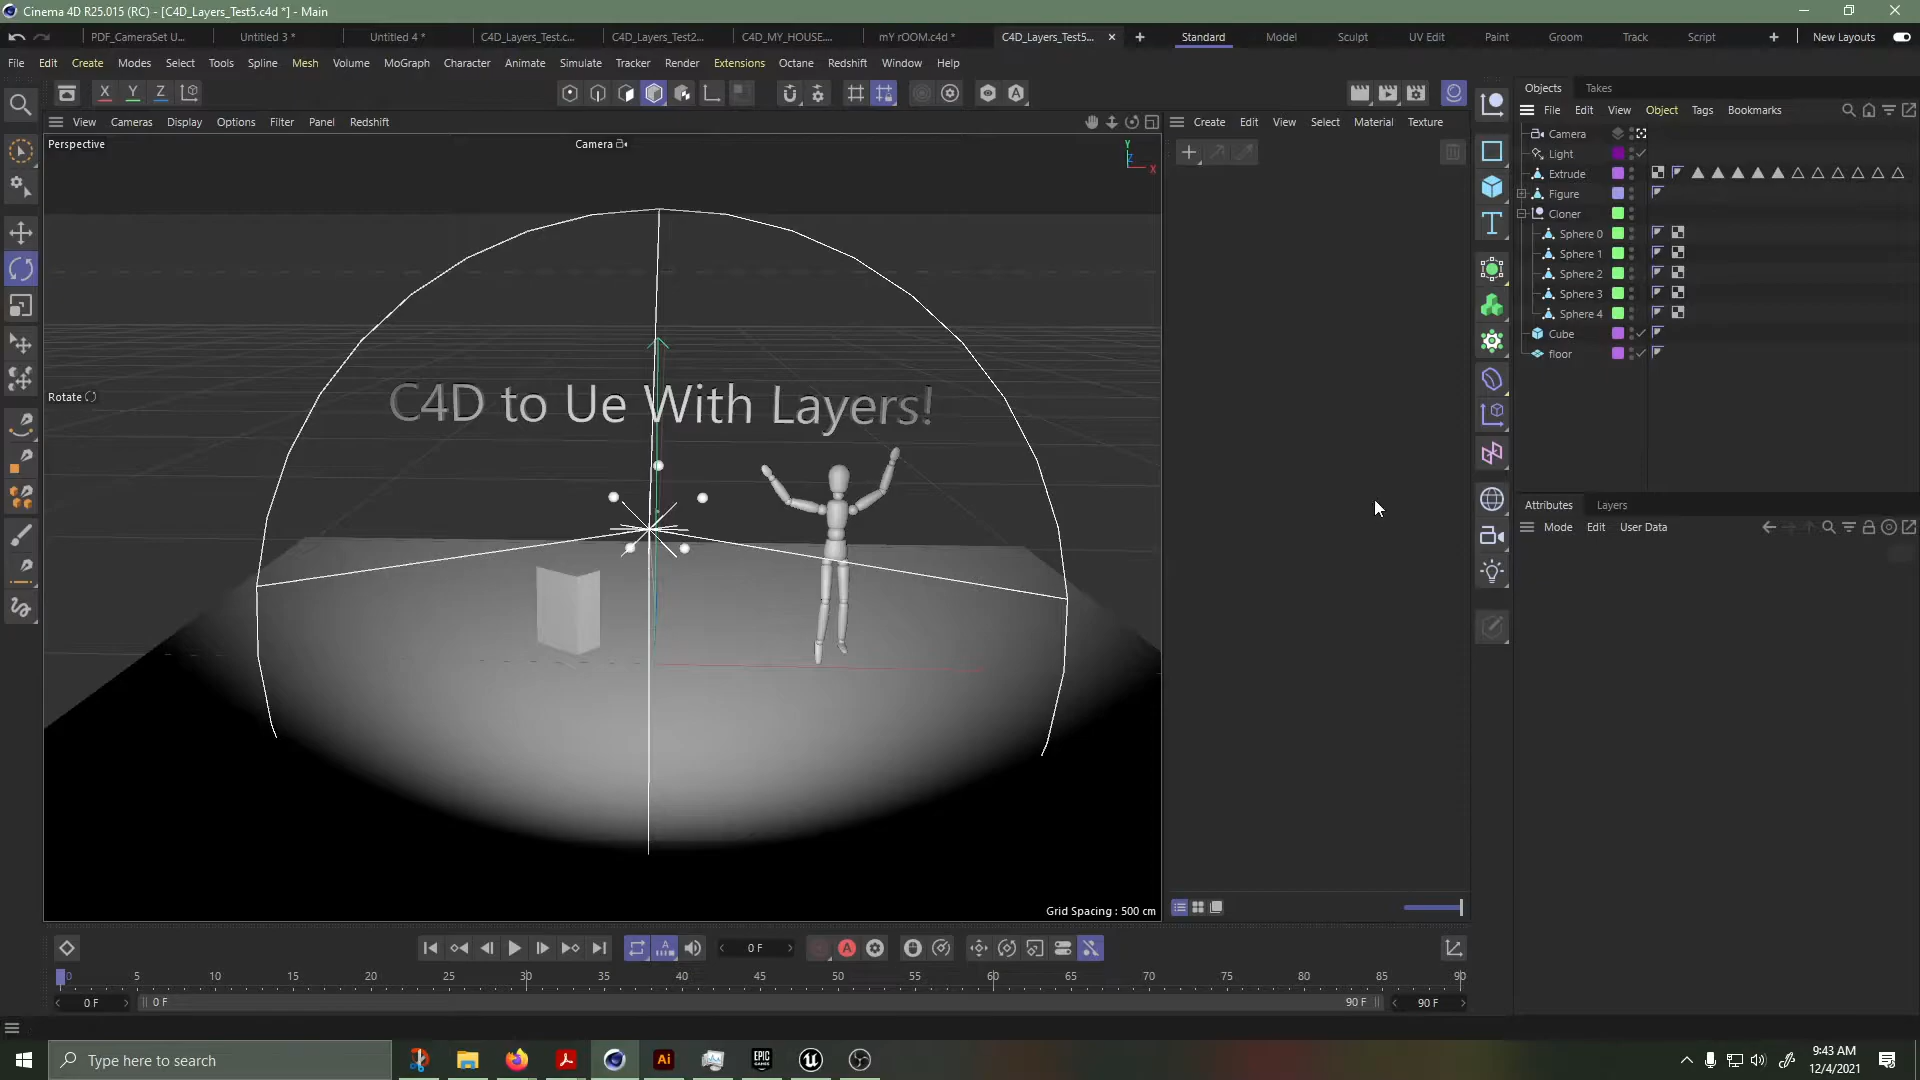 Cinema 4D R25.015 (RC) - [C4D_Layers_Test5.c4d *] - Main
PDF_CameraSet U... Untitled 3 * Untitled 4 * C4D_Layers_Test.c... C4D_Layers_Test2... C4D_MY_HOUSE.... mY rOOM.c4d * C4D_Layers_Test5... Standard Model Sculpt UV Edit Paint Groom Track Script New Layouts
File Edit Create Modes Select Tools Spline Mesh Volume MoGraph Character Animate Simulate Tracker Render Extensions Octane Redshift Window Help
X Y Z
Objects Takes
File Edit View Object Tags Bookmarks
View Cameras Display Options Filter Panel Redshift
Create Edit View Select Material Texture
Perspective
Camera
Y
Z
X
Camera
Light
Extrude
Figure
Cloner
Sphere 0
Sphere 1
Sphere 2
Sphere 3
Sphere 4
Cube
floor
Rotate
C4D to Ue With Layers!
Attributes Layers
Mode Edit User Data
Grid Spacing : 500 cm
0 F
0 5 10 15 20 25 30 35 40 45 50 55 60 65 70 75 80 85 90
0 F 0 F 90 F 90 F
Type here to search
Ai
EPIC GAMES
9:43 AM
12/4/2021